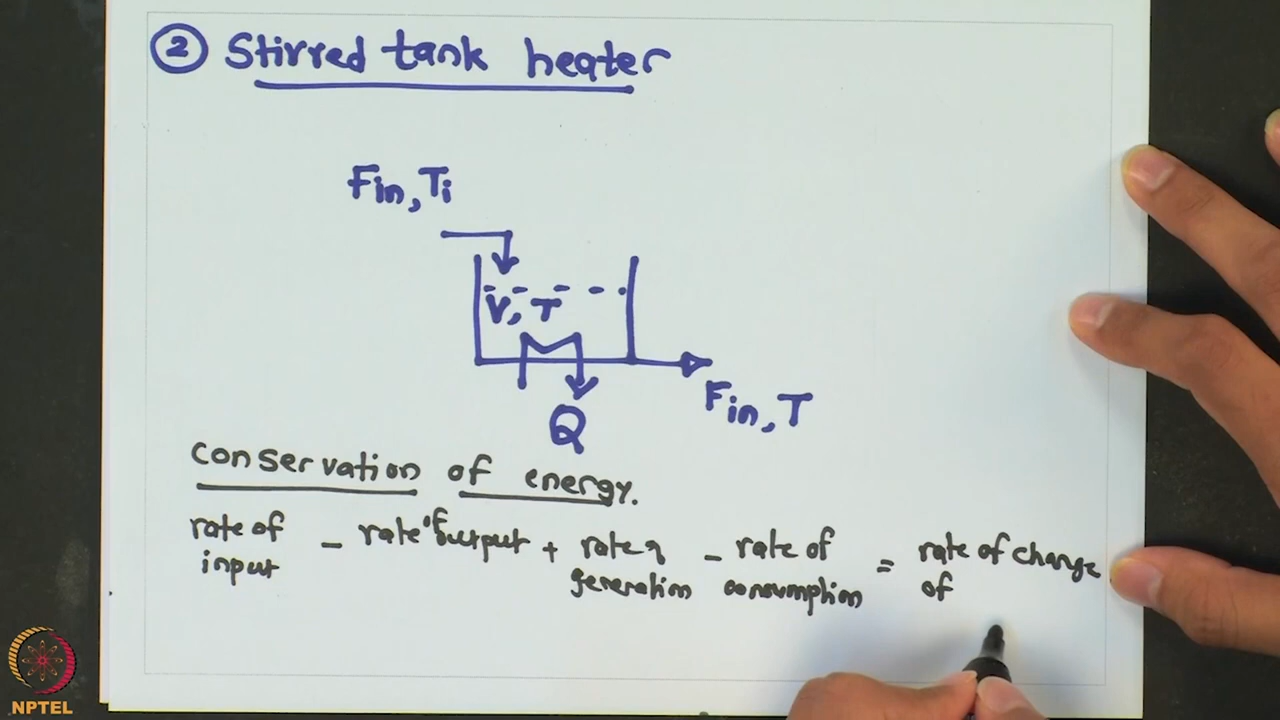 ② Stirred tank heater
Fin, Ti
V, T
Fin, T
Q
conservation of energy.
rate of - rate of output + rate of - rate of = rate of change
input generation consumption of
NPTEL